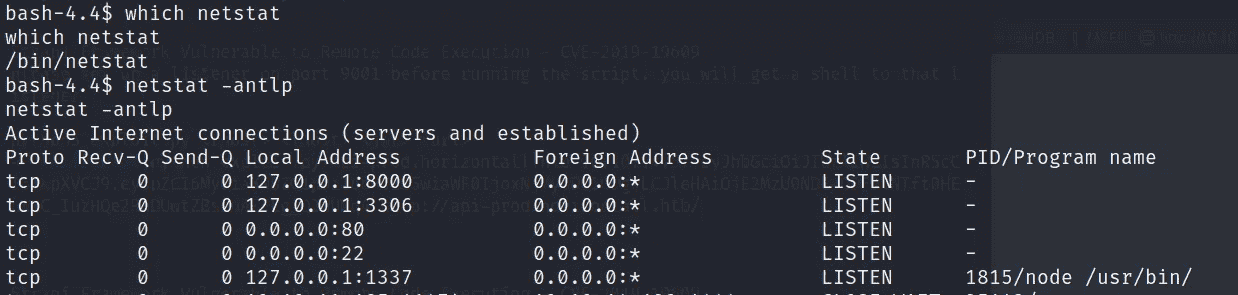 bash-4.4$ which netstat
which netstat
/bin/netstat
bash-4.4$ netstat -antlp
netstat -antlp
Active Internet connections (servers and established)
Proto Recv-Q Send-Q Local Address           Foreign Address         State       PID/Program name
tcp        0      0 127.0.0.1:8000          0.0.0.0:*               LISTEN      -
tcp        0      0 127.0.0.1:3306          0.0.0.0:*               LISTEN      -
tcp        0      0 0.0.0.0:80              0.0.0.0:*               LISTEN      -
tcp        0      0 0.0.0.0:22              0.0.0.0:*               LISTEN      -
tcp        0      0 127.0.0.1:1337          0.0.0.0:*               LISTEN      1815/node /usr/bin/